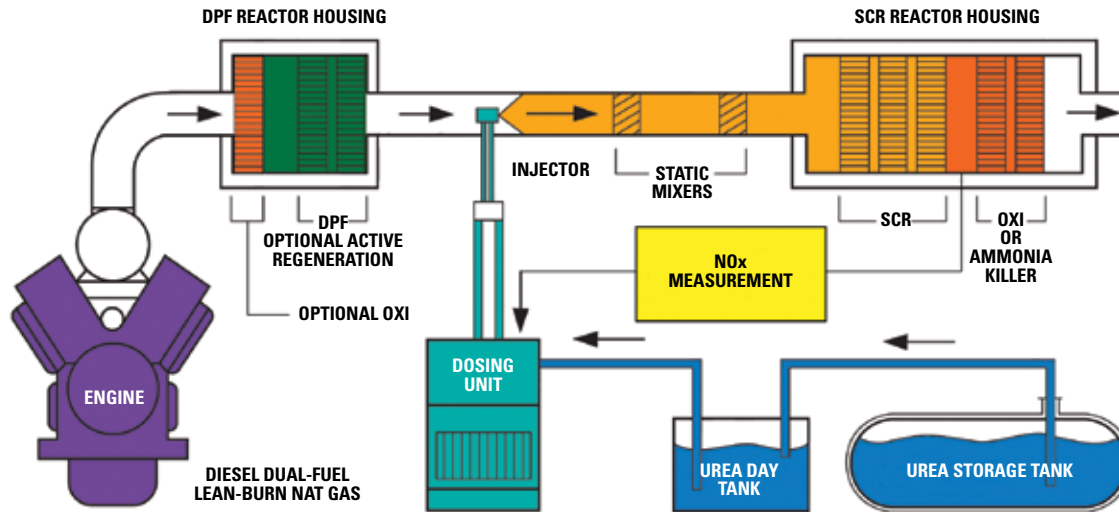 DPF REACTOR HOUSING
SCR REACTOR HOUSING
INJECTOR
STATIC
MIXERS
DPF
OPTIONAL ACTIVE
REGENERATION
SCR
OXI
OR
AMMONIA
KILLER
NOx
MEASUREMENT
OPTIONAL OXI
DOSING
UNIT
ENGINE
DIESEL DUAL-FUEL
LEAN-BURN NAT GAS
UREA DAY
TANK
UREA STORAGE TANK